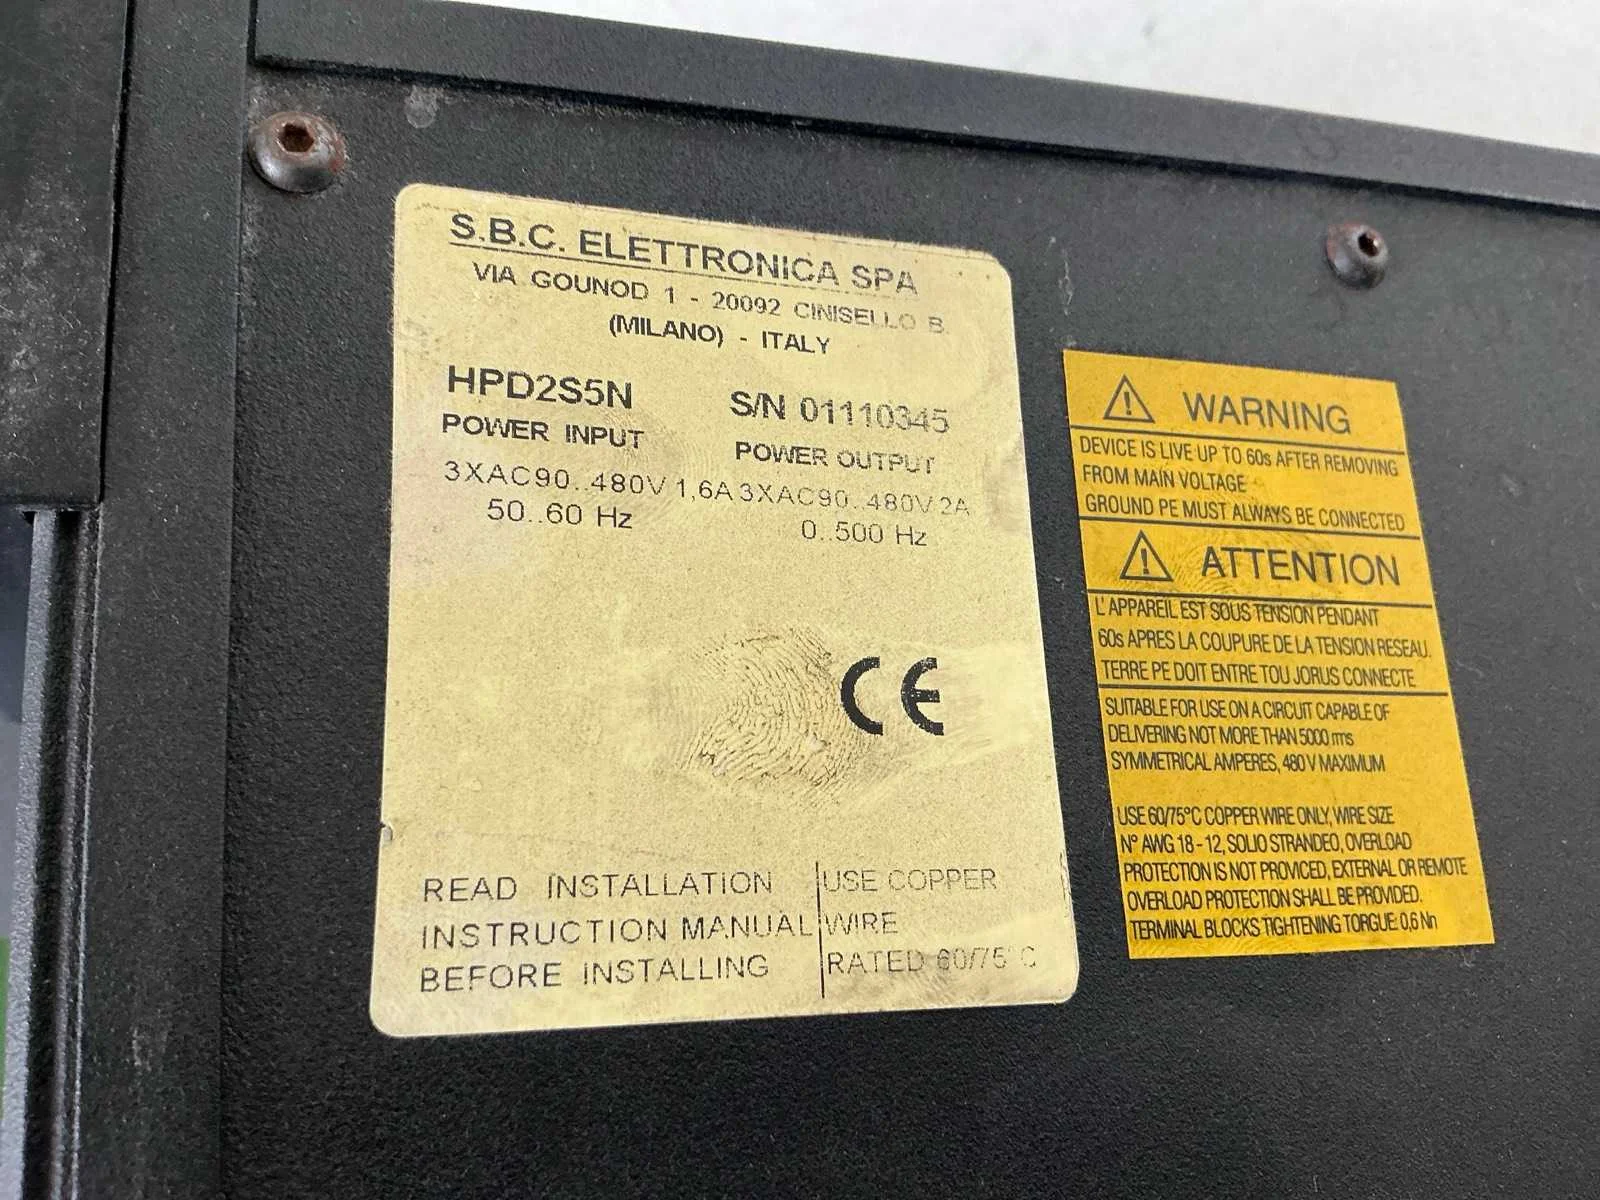 S.B.C. ELETTRONICA SPA
VIA GOUNOD 1 - 20092 CINISELLO B.
(MILANO) - ITALY
HPD2S5N S/N 01110345
POWER INPUT POWER OUTPUT
3XAC90..480V 1,6A 3XAC90..480V 2A
50..60 Hz 0..500 Hz
CE
READ INSTALLATION
INSTRUCTION MANUAL
BEFORE INSTALLING
USE COPPER
WIRE
RATED 60/75°C
WARNING
DEVICE IS LIVE UP TO 60s AFTER REMOVING
FROM MAIN VOLTAGE
GROUND PE MUST ALWAYS BE CONNECTED
ATTENTION
L'APPAREIL EST SOUS TENSION PENDANT
60s APRES LA COUPURE DE LA TENSION RESEAU.
TERRE PE DOIT ENTRE TOU JORUS CONNECTE
SUITABLE FOR USE ON A CIRCUIT CAPABLE OF
DELIVERING NOT MORE THAN 5000 rms
SYMMETRICAL AMPERES, 480 V MAXIMUM
USE 60/75°C COPPER WIRE ONLY, WIRE SIZE
N° AWG 18 - 12, SOLIO STRANDEO, OVERLOAD
PROTECTION IS NOT PROVICED, EXTERNAL OR REMOTE
OVERLOAD PROTECTION SHALL BE PROVIDED.
TERMINAL BLOCKS TIGHTENING TORGUE: 0,6 Nn